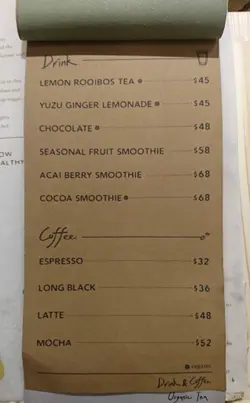 Drink
LEMON ROOIBOS TEA $45
YUZU GINGER LEMONADE $45
CHOCOLATE $48
SEASONAL FRUIT SMOOTHIE $58
ACAI BERRY SMOOTHIE $68
COCOA SMOOTHIE $68
Coffee
ESPRESSO $32
LONG BLACK $36
LATTE $48
MOCHA $52
Drink & Coffee